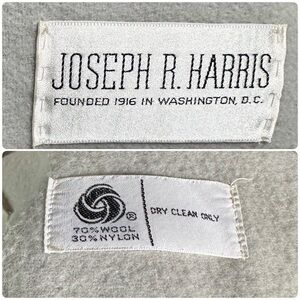 JOSEPH R. HARRIS
FOUNDED 1916 IN WASHINGTON, D.C.
®
70% WOOL
30% NYLON
DRY CLEAN ONLY